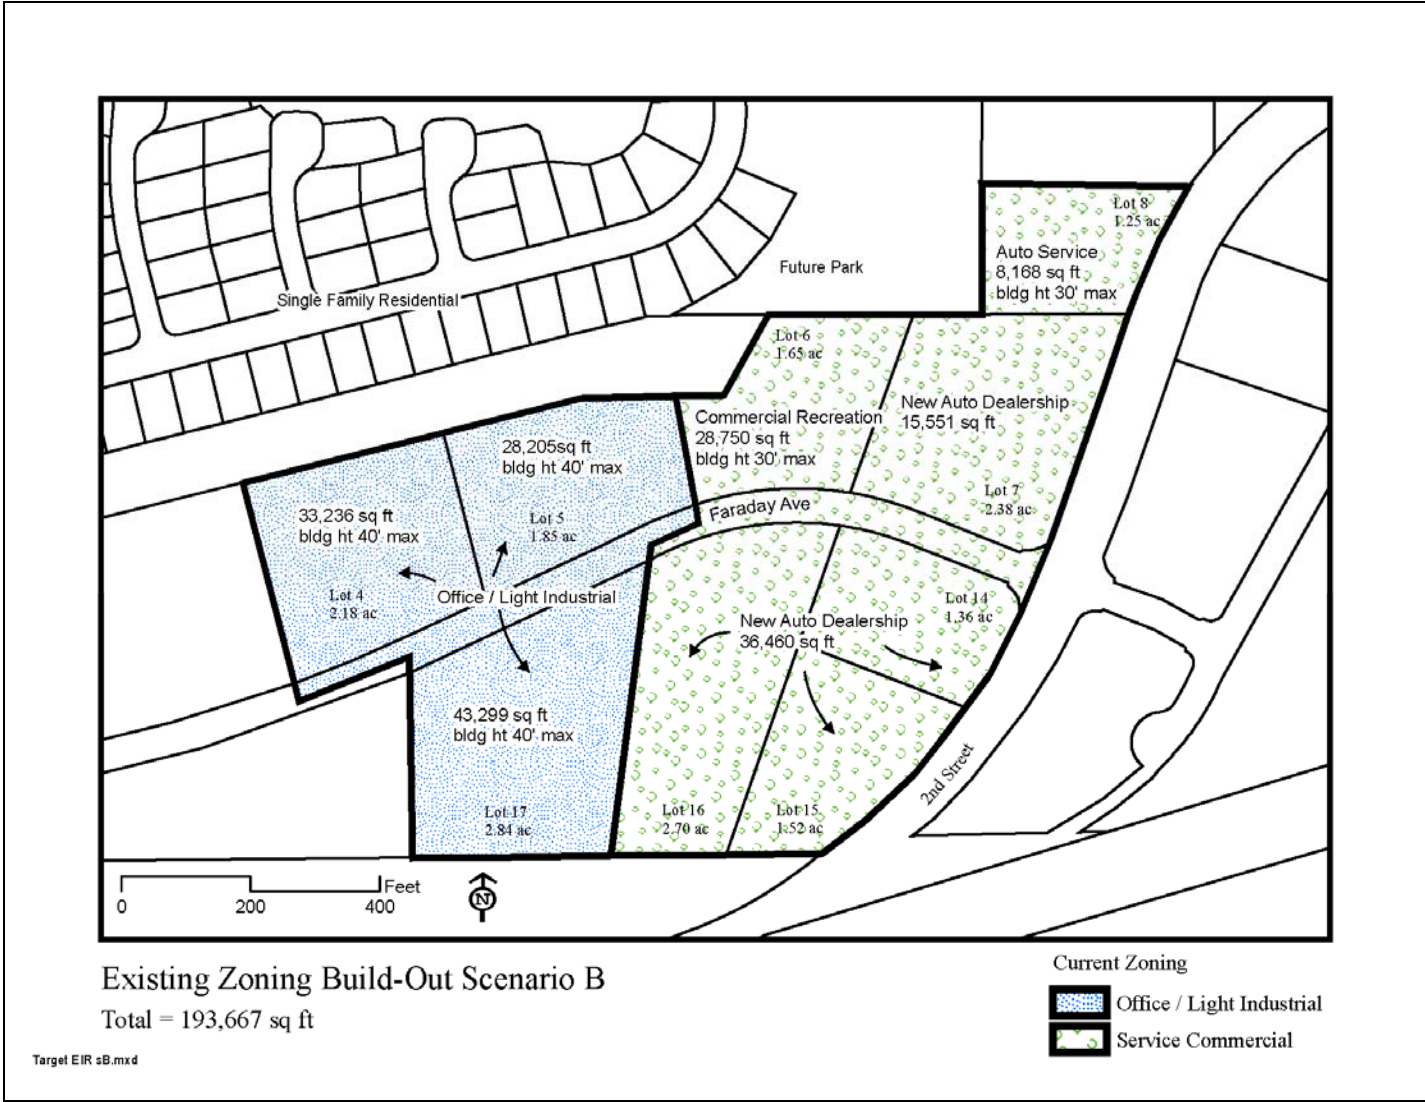 Lot 8
1.25 ac
Auto Service
8,168 sq ft
bldg ht 30' max
Future Park
Single Family Residential
Lot 6
1.65 ac
Commercial Recreation
28,750 sq ft
bldg ht 30' max
New Auto Dealership
15,551 sq ft
Lot 7
2.38 ac
Faraday Ave
28,205sq ft
bldg ht 40' max
Lot 5
1.85 ac
33,236 sq ft
bldg ht 40' max
Lot 4
2.18 ac
Office / Light Industrial
Lot 14
1.36 ac
New Auto Dealership
36,460 sq ft
43,299 sq ft
bldg ht 40' max
Lot 17
2.84 ac
Lot 16
2.70 ac
Lot 15
1.52 ac
2nd Street
Feet
0 200 400
N
Existing Zoning Build-Out Scenario B
Total = 193,667 sq ft
Current Zoning
Office / Light Industrial
Service Commercial
Target EIR sB.mxd